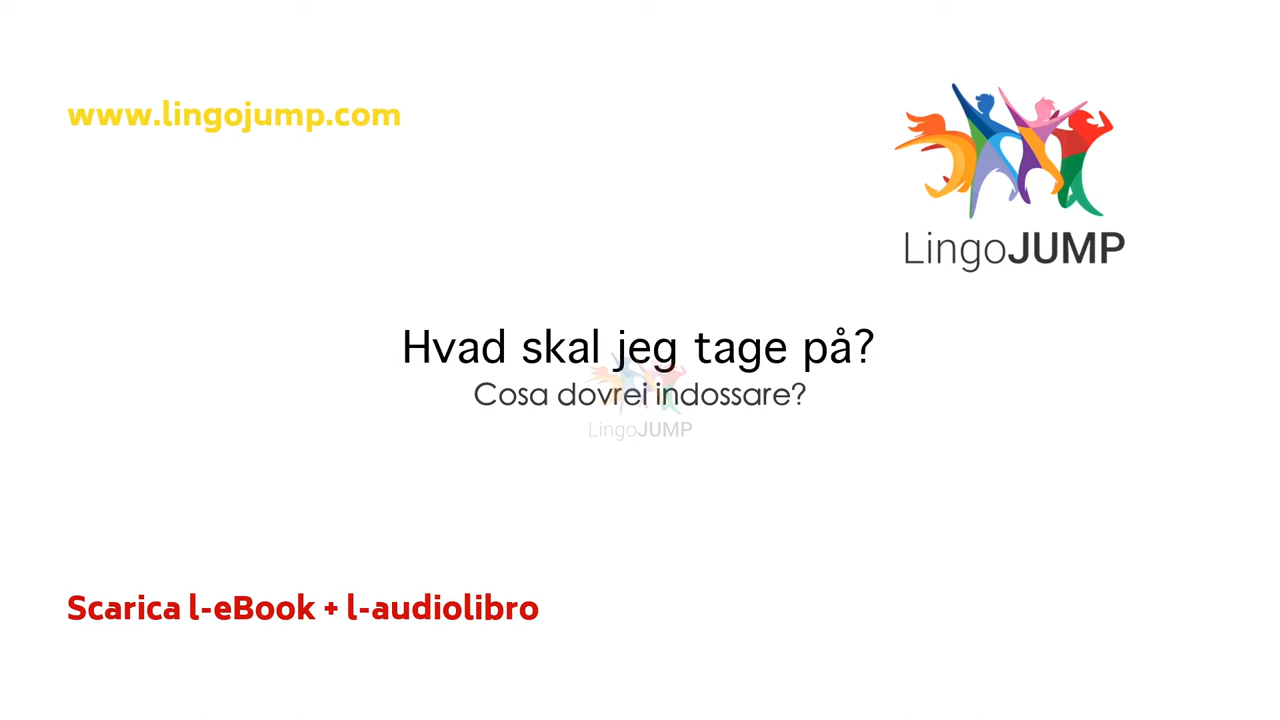 www.lingojump.com
LingoJUMP
Hvad skal jeg tage på?
Cosa dovrei indossare?
LingoJUMP
Scarica l-eBook + l-audiolibro